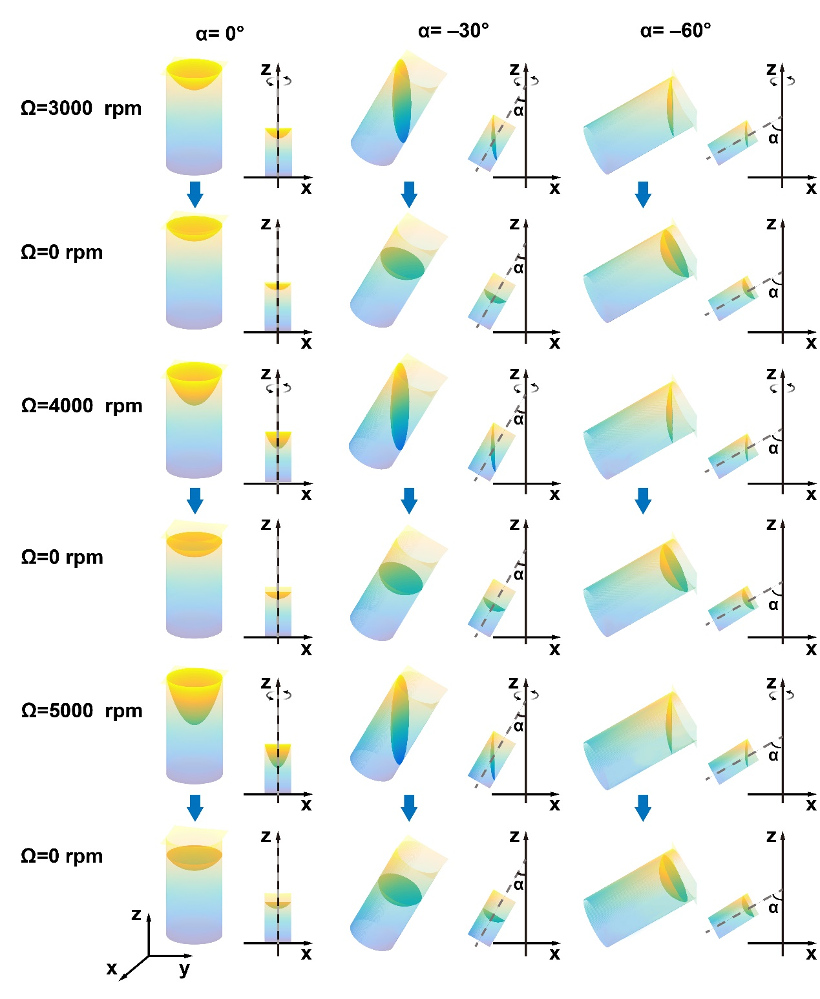 α= 0° α= –30° α= –60°
z z z
Ω=3000 rpm α α
x x x
z z z
Ω=0 rpm α α
x x x
z z z
Ω=4000 rpm α α
x x x
z z z
Ω=0 rpm α α
x x x
z z z
Ω=5000 rpm α α
x x x
z z z
Ω=0 rpm α α
x x x
z
x y